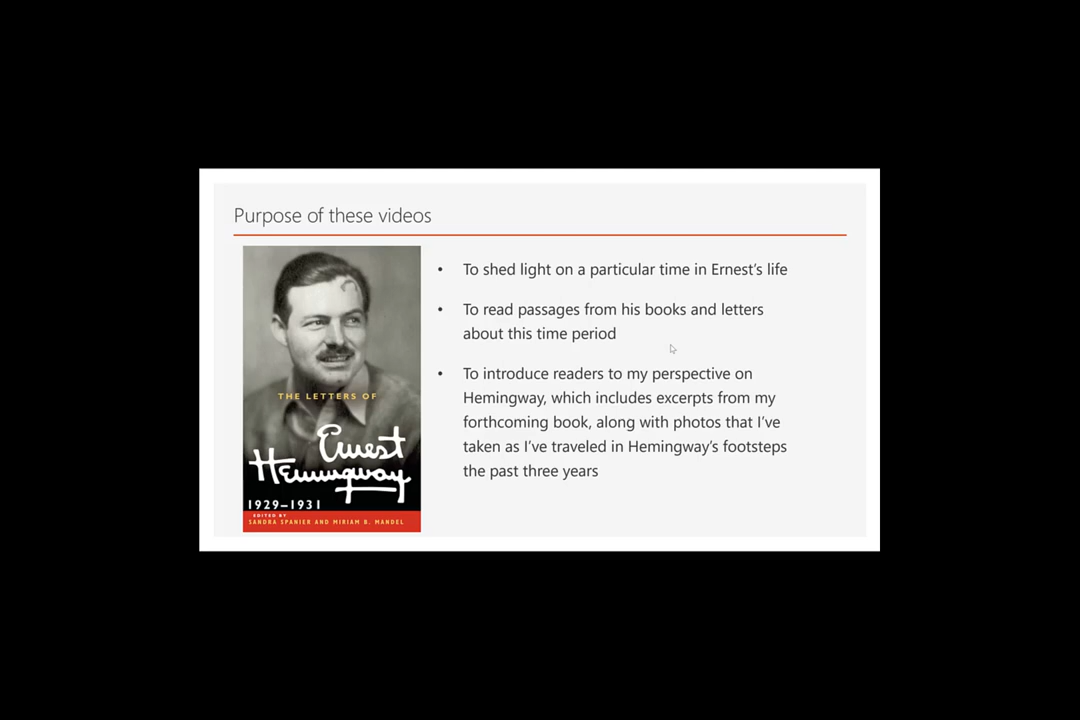 Purpose of these videos
THE LETTERS OF
Ernest
Hemingway
1929–1931
EDITED BY
SANDRA SPANIER AND MIRIAM B. MANDEL
• To shed light on a particular time in Ernest's life
• To read passages from his books and letters
about this time period
• To introduce readers to my perspective on
Hemingway, which includes excerpts from my
forthcoming book, along with photos that I've
taken as I've traveled in Hemingway's footsteps
the past three years